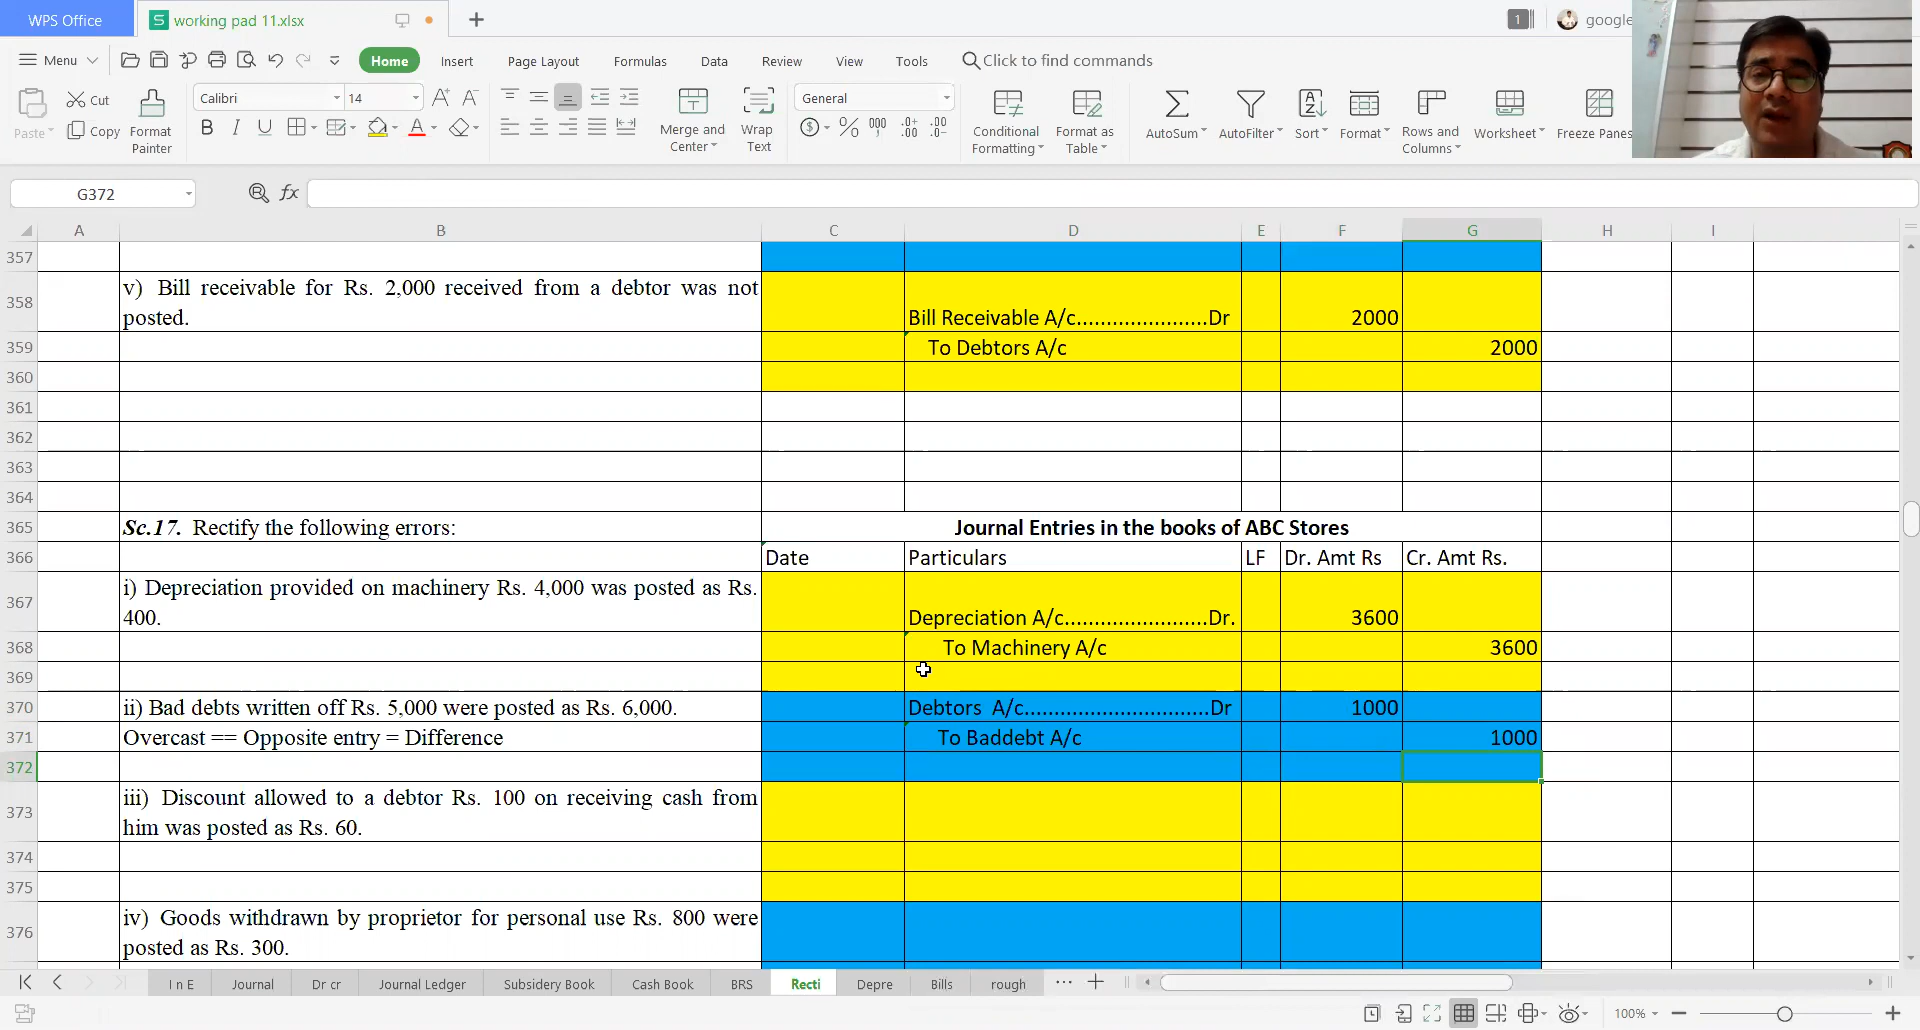 WPS Office working pad 11.xlsx 1 google
Menu Home Insert Page Layout Formulas Data Review View Tools Click to find commands
Cut Calibri 14 General
Paste Copy Format Painter Merge and Center Wrap Text Conditional Formatting Format as Table AutoSum AutoFilter Sort Format Rows and Columns Worksheet Freeze Panes
G372 fx
A B C D E F G H I
357
358 v) Bill receivable for Rs. 2,000 received from a debtor was not
posted. Bill Receivable A/c......................Dr 2000
359 To Debtors A/c 2000
360
361
362
363
364
365 Sc.17. Rectify the following errors: Journal Entries in the books of ABC Stores
366 Date Particulars LF Dr. Amt Rs Cr. Amt Rs.
367 i) Depreciation provided on machinery Rs. 4,000 was posted as Rs.
400. Depreciation A/c........................Dr. 3600
368 To Machinery A/c 3600
369
370 ii) Bad debts written off Rs. 5,000 were posted as Rs. 6,000. Debtors A/c...............................Dr 1000
371 Overcast == Opposite entry = Difference To Baddebt A/c 1000
372
373 iii) Discount allowed to a debtor Rs. 100 on receiving cash from
him was posted as Rs. 60.
374
375
376 iv) Goods withdrawn by proprietor for personal use Rs. 800 were
posted as Rs. 300.
I n E Journal Dr cr Journal Ledger Subsidery Book Cash Book BRS Recti Depre Bills rough
100%